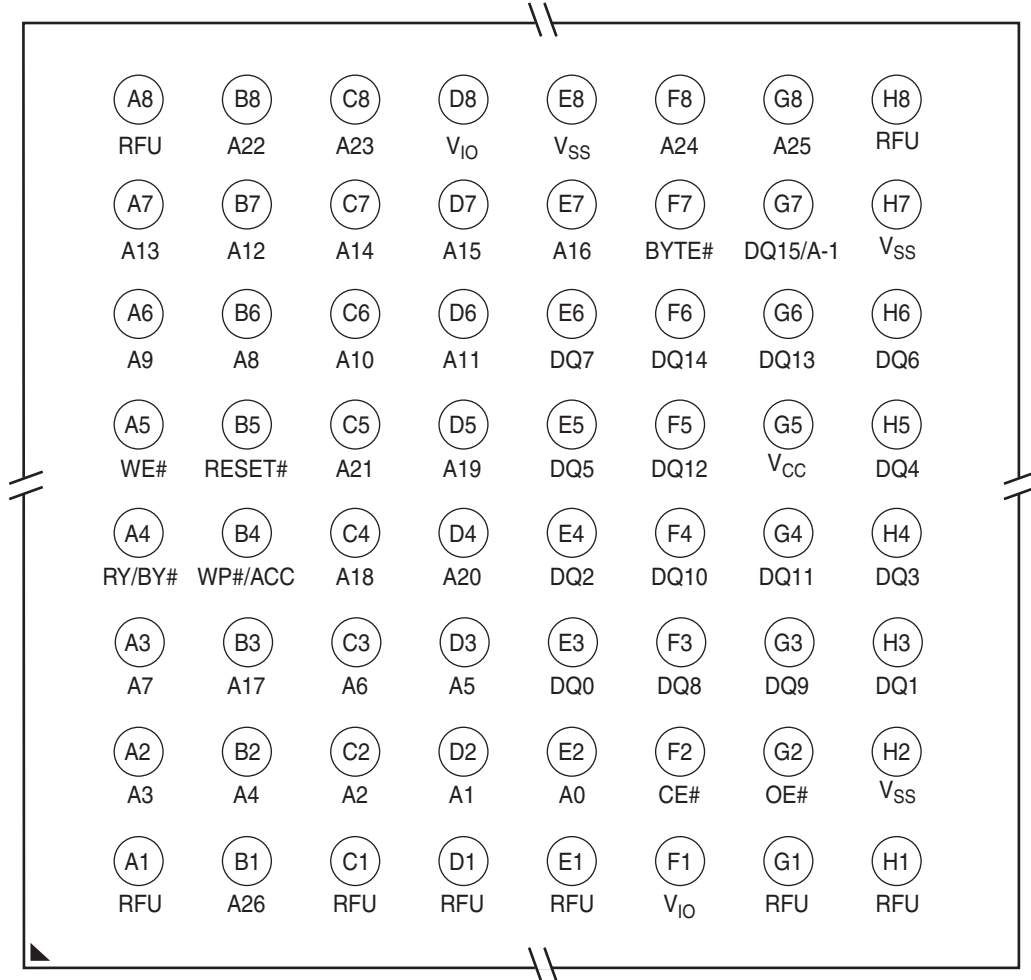 A8 B8 C8 D8 E8 F8 G8 H8
RFU A22 A23 VIO VSS A24 A25 RFU
A7 B7 C7 D7 E7 F7 G7 H7
A13 A12 A14 A15 A16 BYTE# DQ15/A-1 VSS
A6 B6 C6 D6 E6 F6 G6 H6
A9 A8 A10 A11 DQ7 DQ14 DQ13 DQ6
A5 B5 C5 D5 E5 F5 G5 H5
WE# RESET# A21 A19 DQ5 DQ12 VCC DQ4
A4 B4 C4 D4 E4 F4 G4 H4
RY/BY# WP#/ACC A18 A20 DQ2 DQ10 DQ11 DQ3
A3 B3 C3 D3 E3 F3 G3 H3
A7 A17 A6 A5 DQ0 DQ8 DQ9 DQ1
A2 B2 C2 D2 E2 F2 G2 H2
A3 A4 A2 A1 A0 CE# OE# VSS
A1 B1 C1 D1 E1 F1 G1 H1
RFU A26 RFU RFU RFU VIO RFU RFU